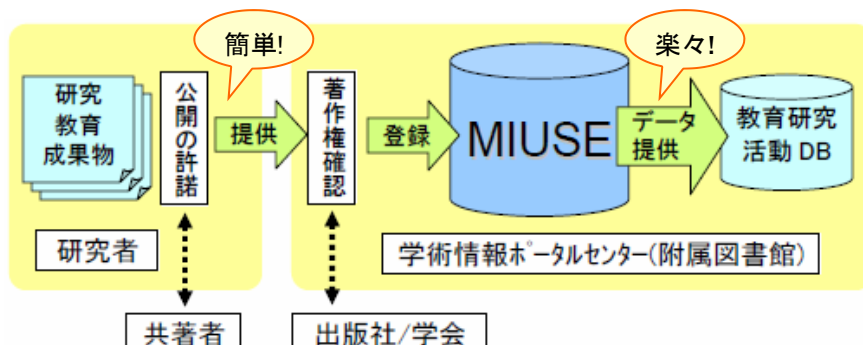 簡単!
楽々!
研究
教育
成果物
公開の許諾
提供
著作権確認
登録
MIUSE
データ
提供
教育研究
活動 DB
研究者
学術情報ポータルセンター(附属図書館)
共著者
出版社/学会